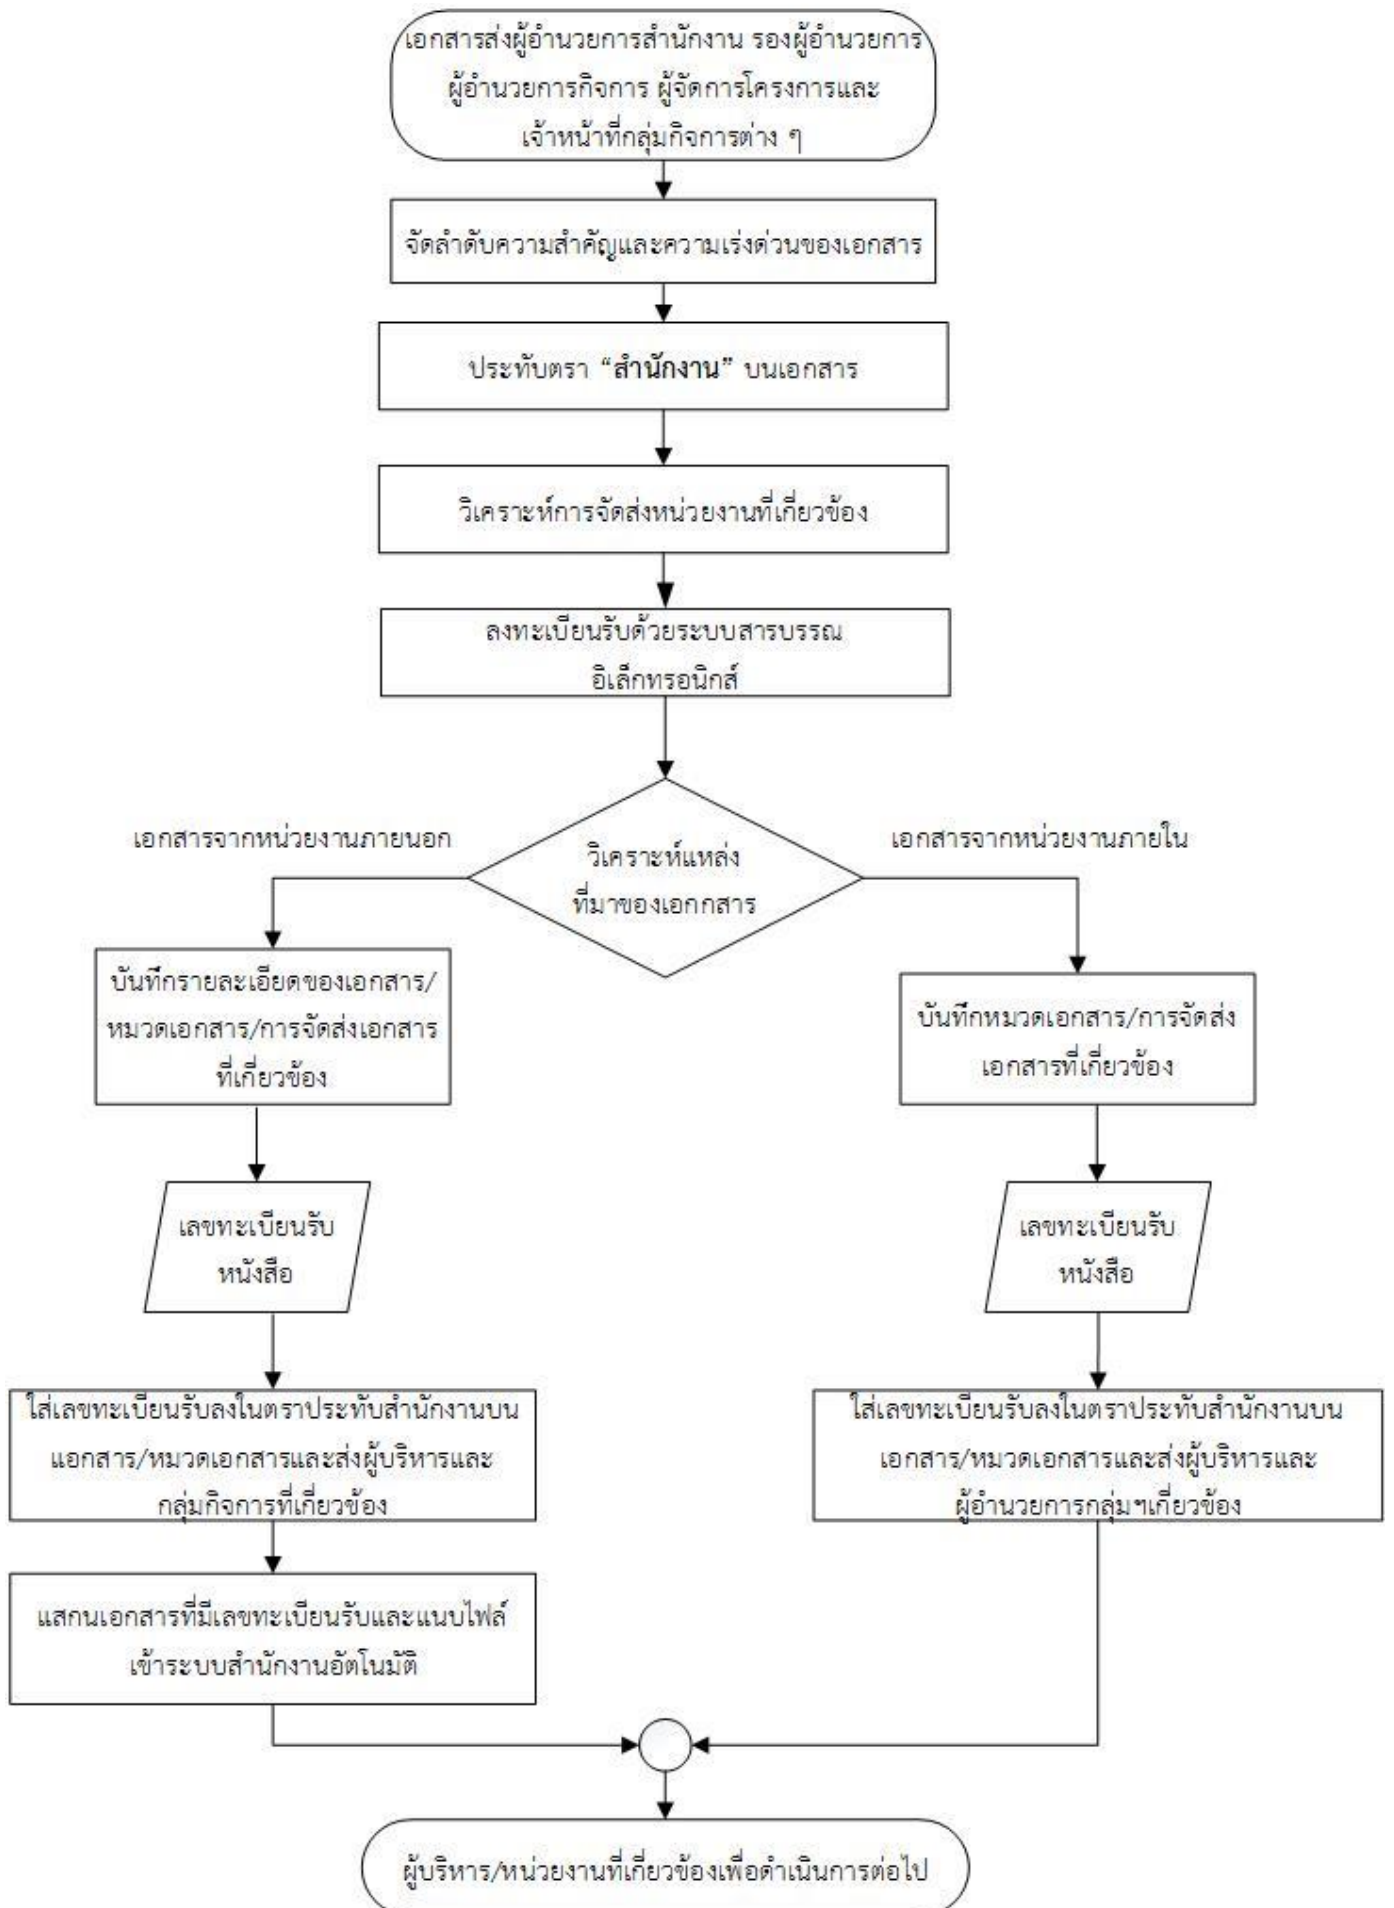 เอกสารส่งผู้อำนวยการสำนักงาน รองผู้อำนวยการ
ผู้อำนวยการกิจการ ผู้จัดการโครงการและ
เจ้าหน้าที่กลุ่มกิจการต่าง ๆ
จัดลำดับความสำคัญและความเร่งด่วนของเอกสาร
ประทับตรา “สำนักงาน” บนเอกสาร
วิเคราะห์การจัดส่งหน่วยงานที่เกี่ยวข้อง
ลงทะเบียนรับด้วยระบบสารบรรณ
อิเล็กทรอนิกส์
เอกสารจากหน่วยงานภายนอก
วิเคราะห์แหล่ง
ที่มาของเอกกสาร
เอกสารจากหน่วยงานภายใน
บันทึกรายละเอียดของเอกสาร/
หมวดเอกสาร/การจัดส่งเอกสาร
ที่เกี่ยวข้อง
บันทึกหมวดเอกสาร/การจัดส่ง
เอกสารที่เกี่ยวข้อง
เลขทะเบียนรับ
หนังสือ
เลขทะเบียนรับ
หนังสือ
ใส่เลขทะเบียนรับลงในตราประทับสำนักงานบน
แอกสาร/หมวดเอกสารและส่งผู้บริหารและ
กลุ่มกิจการที่เกี่ยวข้อง
ใส่เลขทะเบียนรับลงในตราประทับสำนักงานบน
เอกสาร/หมวดเอกสารและส่งผู้บริหารและ
ผู้อำนวยการกลุ่มฯเกี่ยวข้อง
แสกนเอกสารที่มีเลขทะเบียนรับและแนบไฟล์
เข้าระบบสำนักงานอัตโนมัติ
ผู้บริหาร/หน่วยงานที่เกี่ยวข้องเพื่อดำเนินการต่อไป